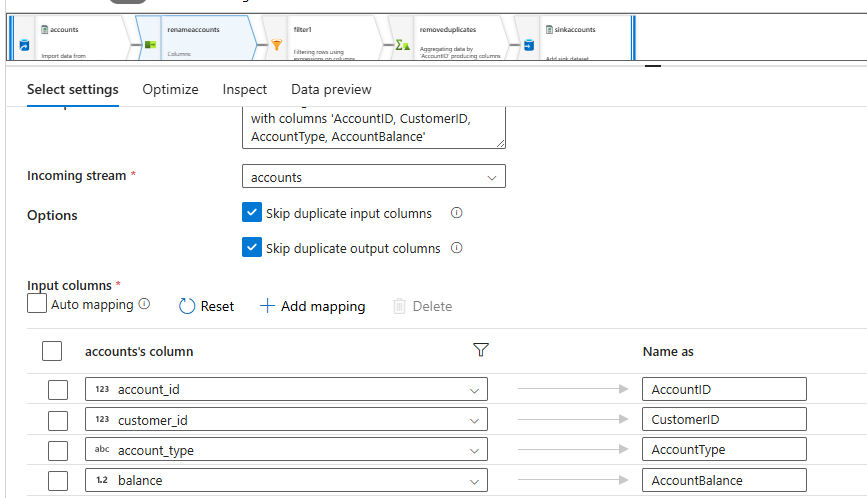 accounts
Import data from
renameaccounts
Columns:
filter1
Filtering rows using
expressions on columns
removeduplicates
Aggregating data by
'AccountID' producing columns
sinkaccounts
Add sink dataset
Select settings
Optimize
Inspect
Data preview
with columns 'AccountID, CustomerID,
AccountType, AccountBalance'
Incoming stream *
accounts
Options
Skip duplicate input columns
Skip duplicate output columns
Input columns *
Auto mapping
Reset
Add mapping
Delete
accounts's column
Name as
123 account_id
AccountID
123 customer_id
CustomerID
abc account_type
AccountType
1.2 balance
AccountBalance